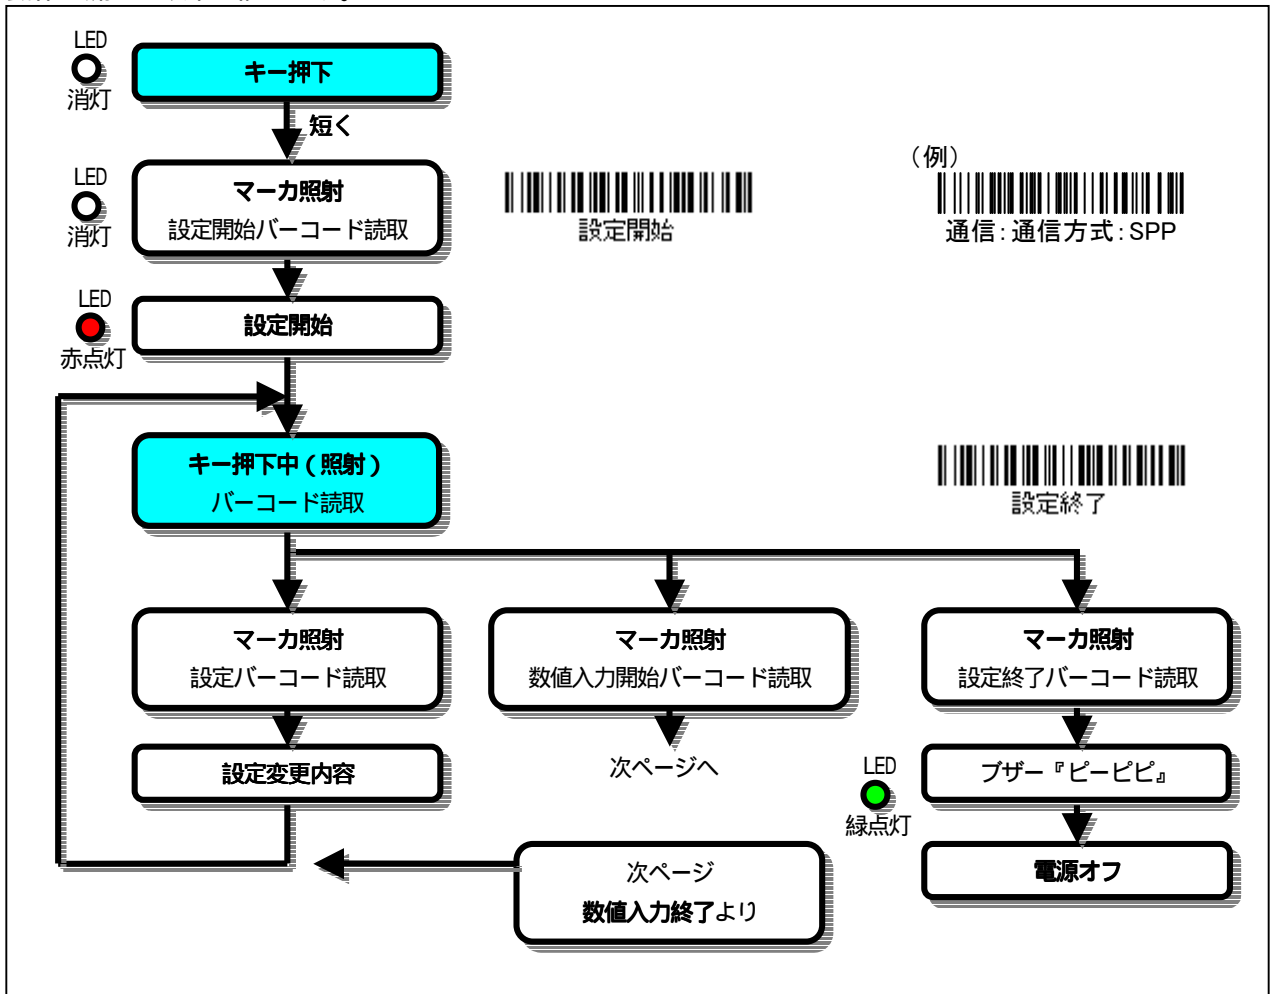 LED
消灯
キー押下
短く
LED
消灯
マーカ照射
設定開始バーコード読取
設定開始
(例)
通信:通信方式:SPP
LED
赤点灯
設定開始
キー押下中(照射)
バーコード読取
設定終了
マーカ照射
設定バーコード読取
マーカ照射
数値入力開始バーコード読取
マーカ照射
設定終了バーコード読取
設定変更内容
次ページへ
LED
緑点灯
ブザー『ピーピピ』
次ページ
数値入力終了より
電源オフ